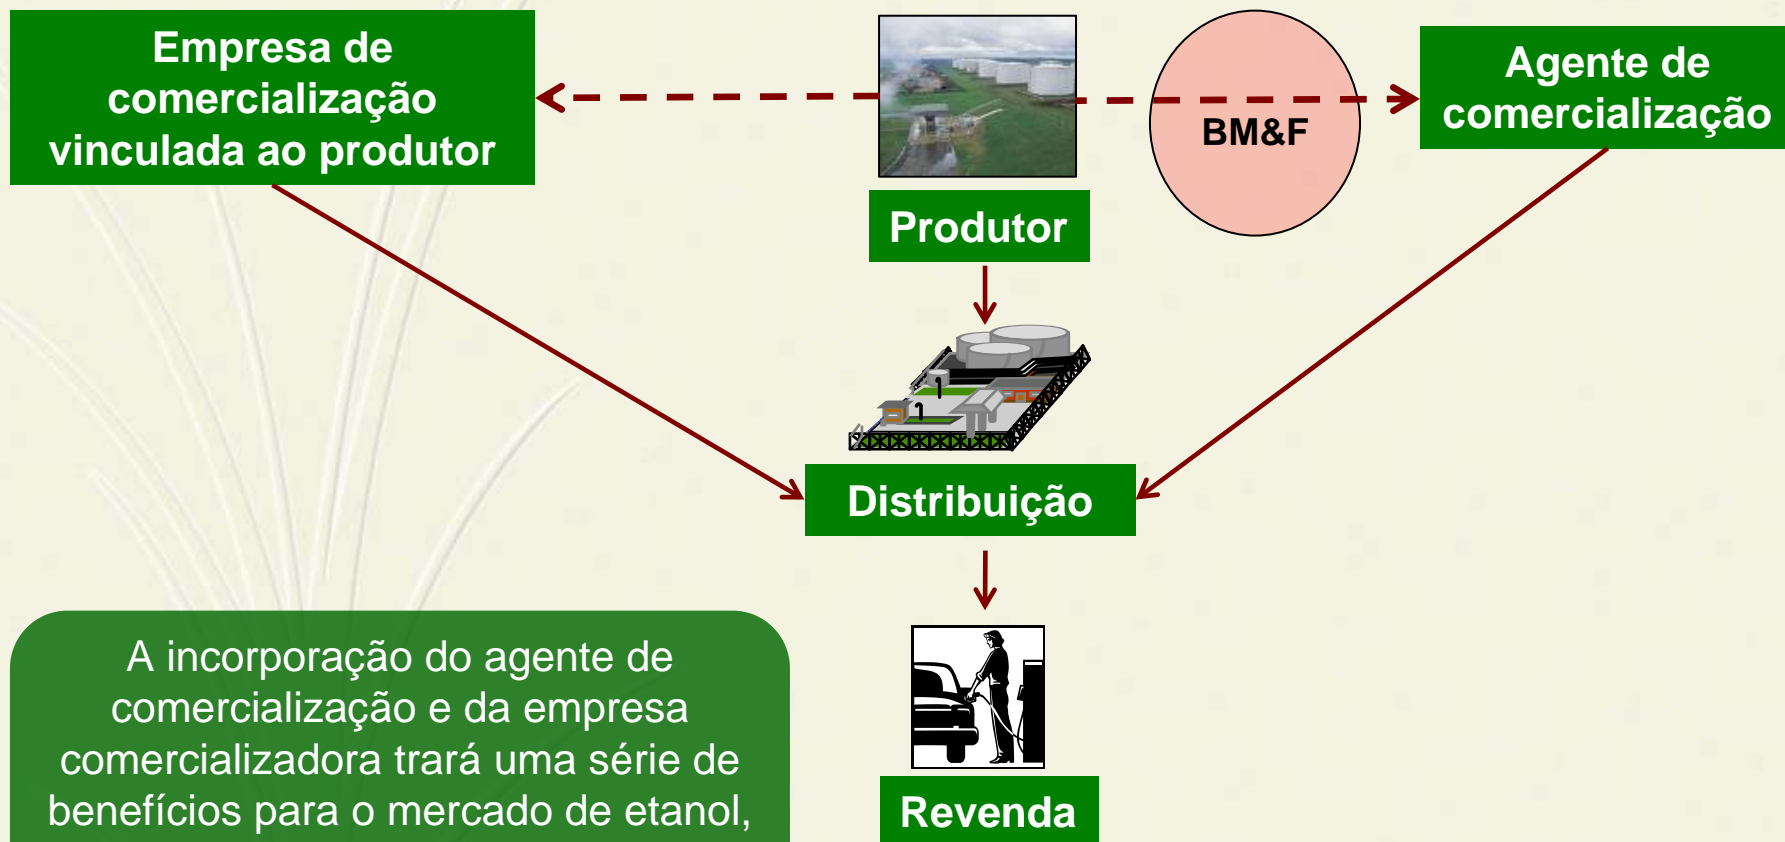 Empresa de
comercialização
vinculada ao produtor
BM&F
Agente de
comercialização
Produtor
Distribuição
A incorporação do agente de
comercialização e da empresa
comercializadora trará uma série de
benefícios para o mercado de etanol,
Revenda